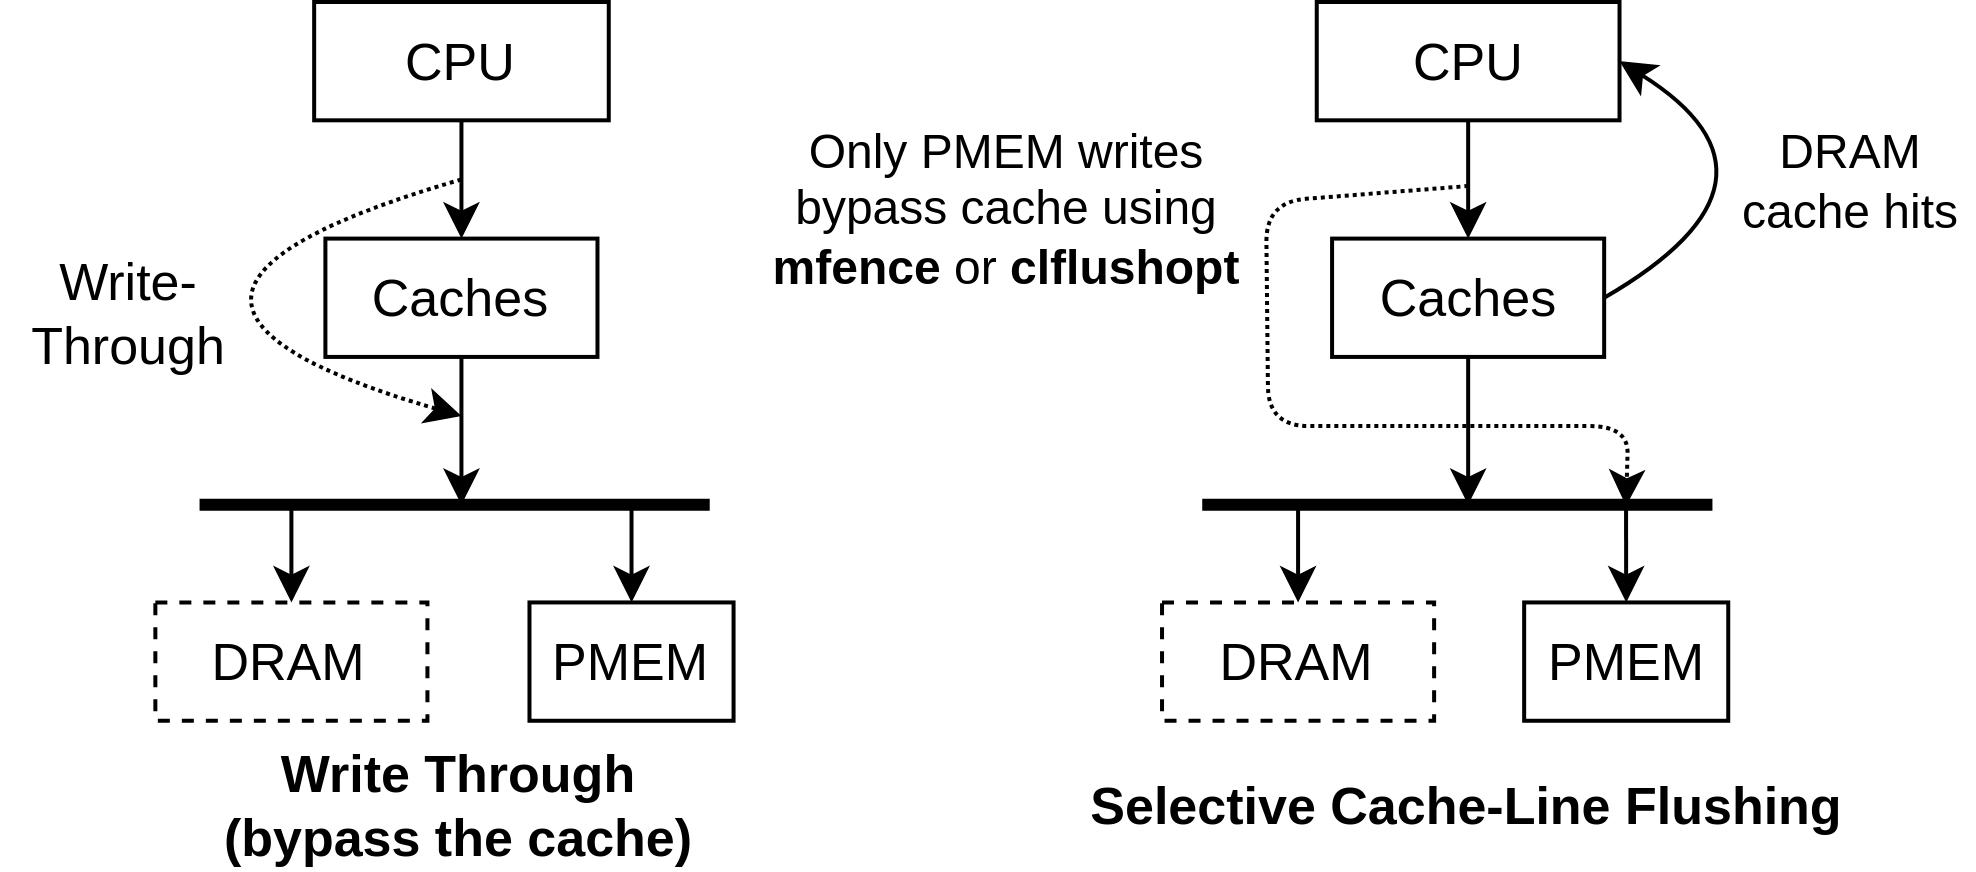 CPU
Write-
Through
Caches
DRAM
PMEM
Write Through
(bypass the cache)
Only PMEM writes
bypass cache using
mfence or clflushopt
CPU
DRAM
cache hits
Caches
DRAM
PMEM
Selective Cache-Line Flushing